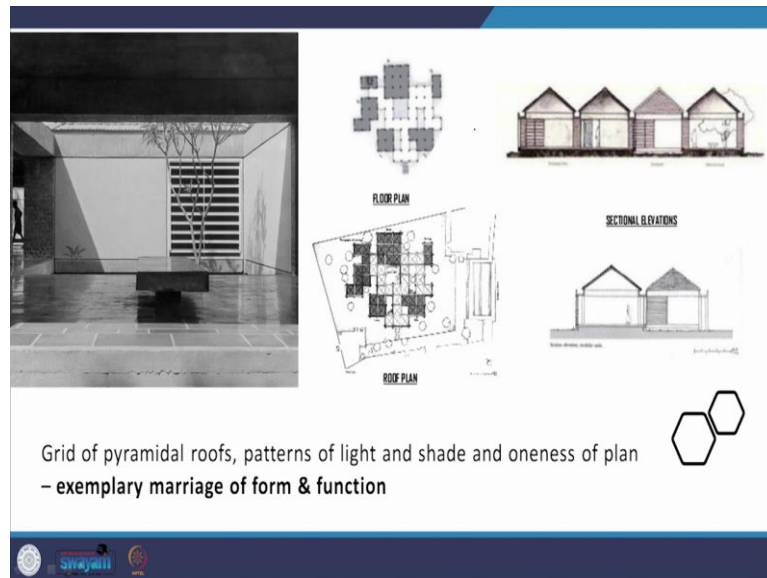 FLOOR PLAN
SECTIONAL ELEVATIONS
ROOF PLAN
Grid of pyramidal roofs, patterns of light and shade and oneness of plan
– exemplary marriage of form & function
swayam